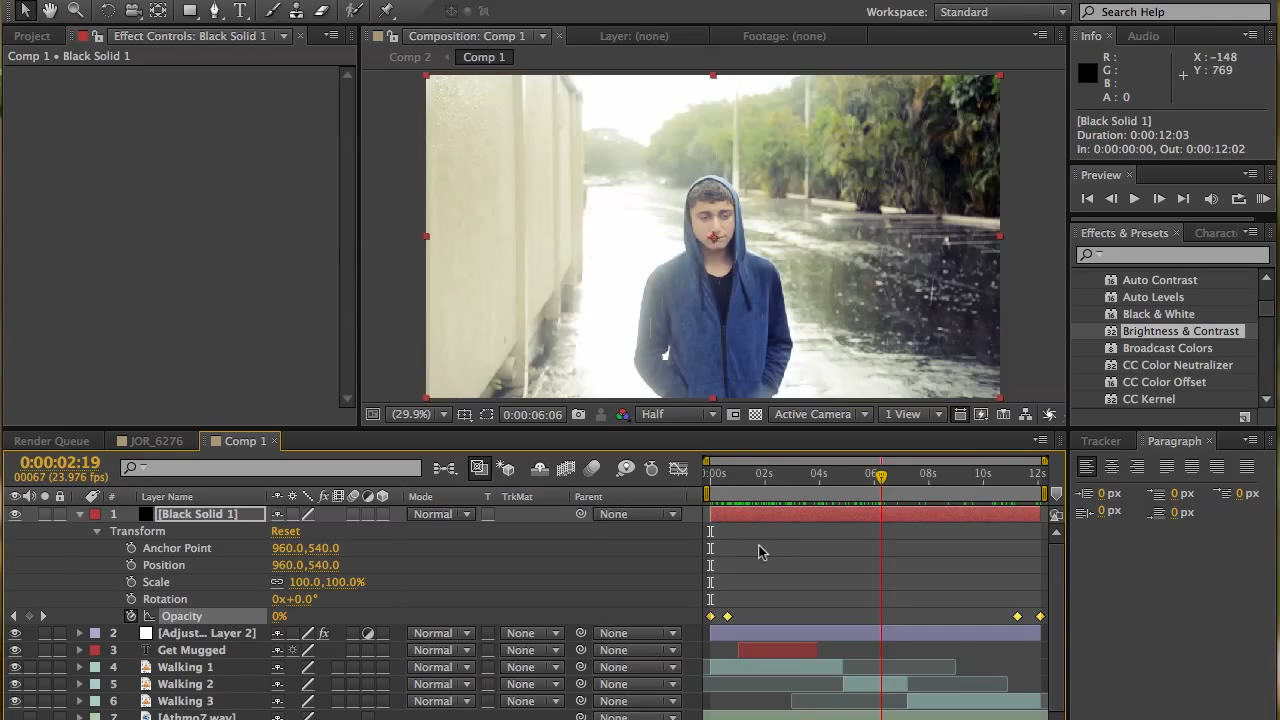 Workspace: Standard
Search Help
Project
Effect Controls: Black Solid 1
Composition: Comp 1
Layer: (none)
Footage: (none)
Info
Audio
Comp 1 • Black Solid 1
Comp 2
Comp 1
R :
G :
B :
A : 0
X : -148
Y : 769
[Black Solid 1]
Duration: 0:00:12:03
In: 0:00:00:00, Out: 0:00:12:02
Preview
Effects & Presets
Charact
Auto Contrast
Auto Levels
Black & White
Brightness & Contrast
Broadcast Colors
CC Color Neutralizer
CC Color Offset
CC Kernel
(29.9%)
0:00:06:06
Half
Active Camera
1 View
Render Queue
JOR_6276
Comp 1
Tracker
Paragraph
0:00:02:19
00067 (23.976 fps)
:00s 02s 04s 06s 08s 10s 12s
# Layer Name
Mode
T TrkMat
Parent
0 px
0 px
0 px
0 px
0 px
1 [Black Solid 1] Normal None
Transform Reset
Anchor Point 960.0,540.0
Position 960.0,540.0
Scale 100.0,100.0%
Rotation 0x+0.0°
Opacity 0%
2 [Adjust... Layer 2] Normal None None
3 T Get Mugged Normal None None
4 Walking 1 Normal None None
5 Walking 2 Normal None None
6 Walking 3 Normal None None
7 [Athmo7.wav] None